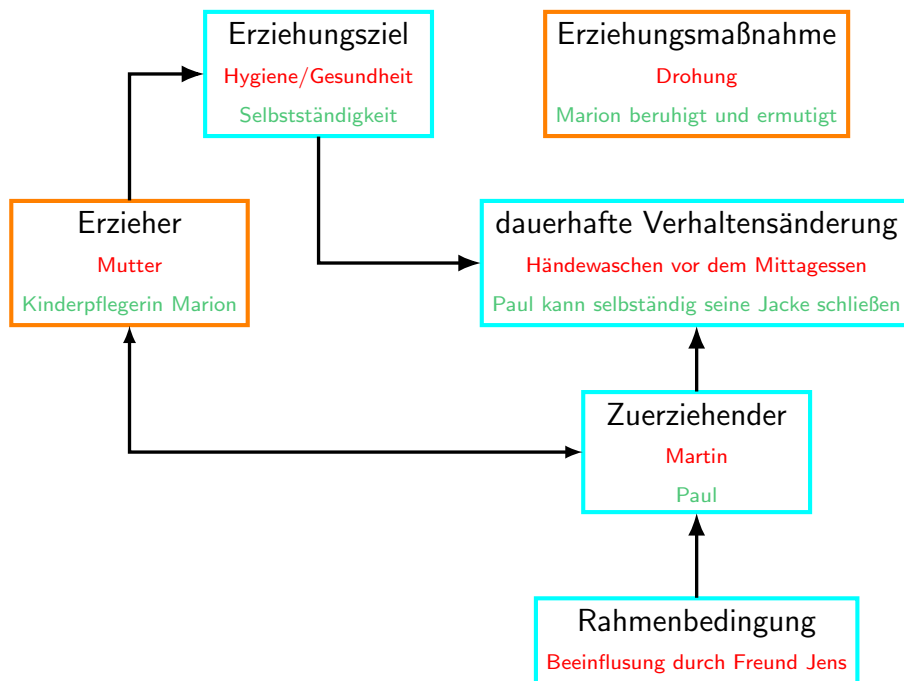 Erziehungsziel
Hygiene/Gesundheit
Selbstständigkeit
Erziehungsmaßnahme
Drohung
Marion beruhigt und ermutigt
Erzieher
Mutter
Kinderpflegerin Marion
dauerhafte Verhaltensänderung
Händewaschen vor dem Mittagessen
Paul kann selbständig seine Jacke schließen
Zuerziehender
Martin
Paul
Rahmenbedingung
Beeinflusung durch Freund Jens